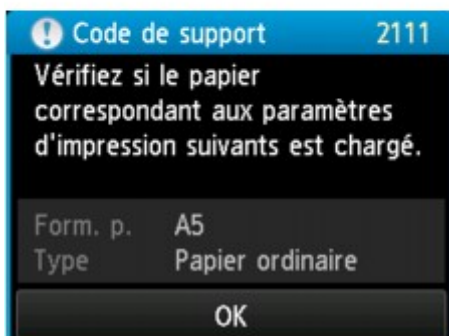 Code de support 2111
Vérifiez si le papier
correspondant aux paramètres
d'impression suivants est chargé.
Form. p. A5
Type Papier ordinaire
OK